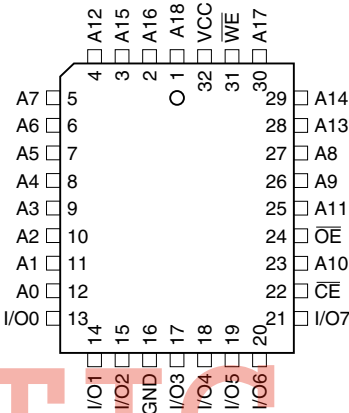 A12 A15 A16 A18 VCC W̅E̅ A17
4 3 2 1 32 31 30
A7 5 29 A14
A6 6 28 A13
A5 7 27 A8
A4 8 26 A9
A3 9 25 A11
A2 10 24 O̅E̅
A1 11 23 A10
A0 12 22 C̅E̅
I/O0 13 21 I/O7
14 15 16 17 18 19 20
I/O1 I/O2 GND I/O3 I/O4 I/O5 I/O6